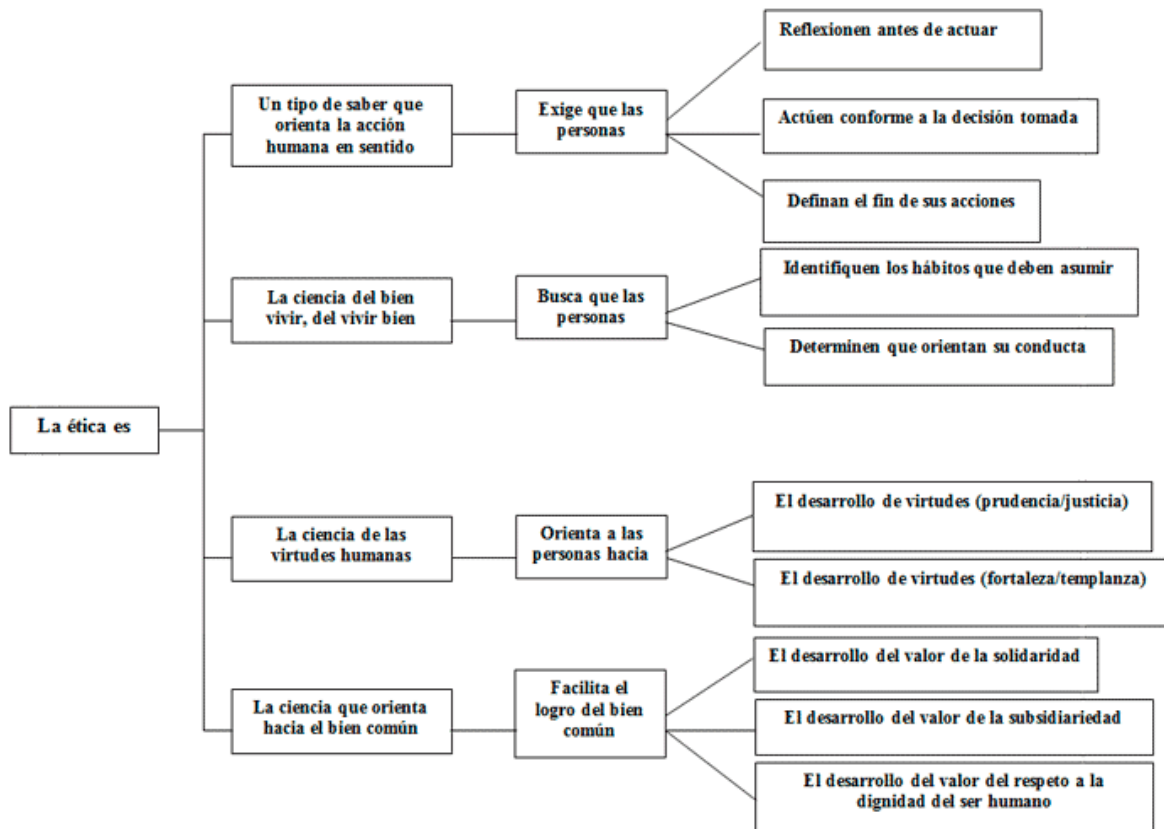 La ética es
Un tipo de saber que
orienta la acción
humana en sentido
Exige que las
personas
Reflexionen antes de actuar
Actúen conforme a la decisión tomada
Definan el fin de sus acciones
La ciencia del bien
vivir, del vivir bien
Busca que las
personas
Identifiquen los hábitos que deben asumir
Determinen que orientan su conducta
La ciencia de las
virtudes humanas
Orienta a las
personas hacia
El desarrollo de virtudes (prudencia/justicia)
El desarrollo de virtudes (fortaleza/templanza)
La ciencia que orienta
hacia el bien común
Facilita el
logro del bien
común
El desarrollo del valor de la solidaridad
El desarrollo del valor de la subsidiariedad
El desarrollo del valor del respeto a la
dignidad del ser humano